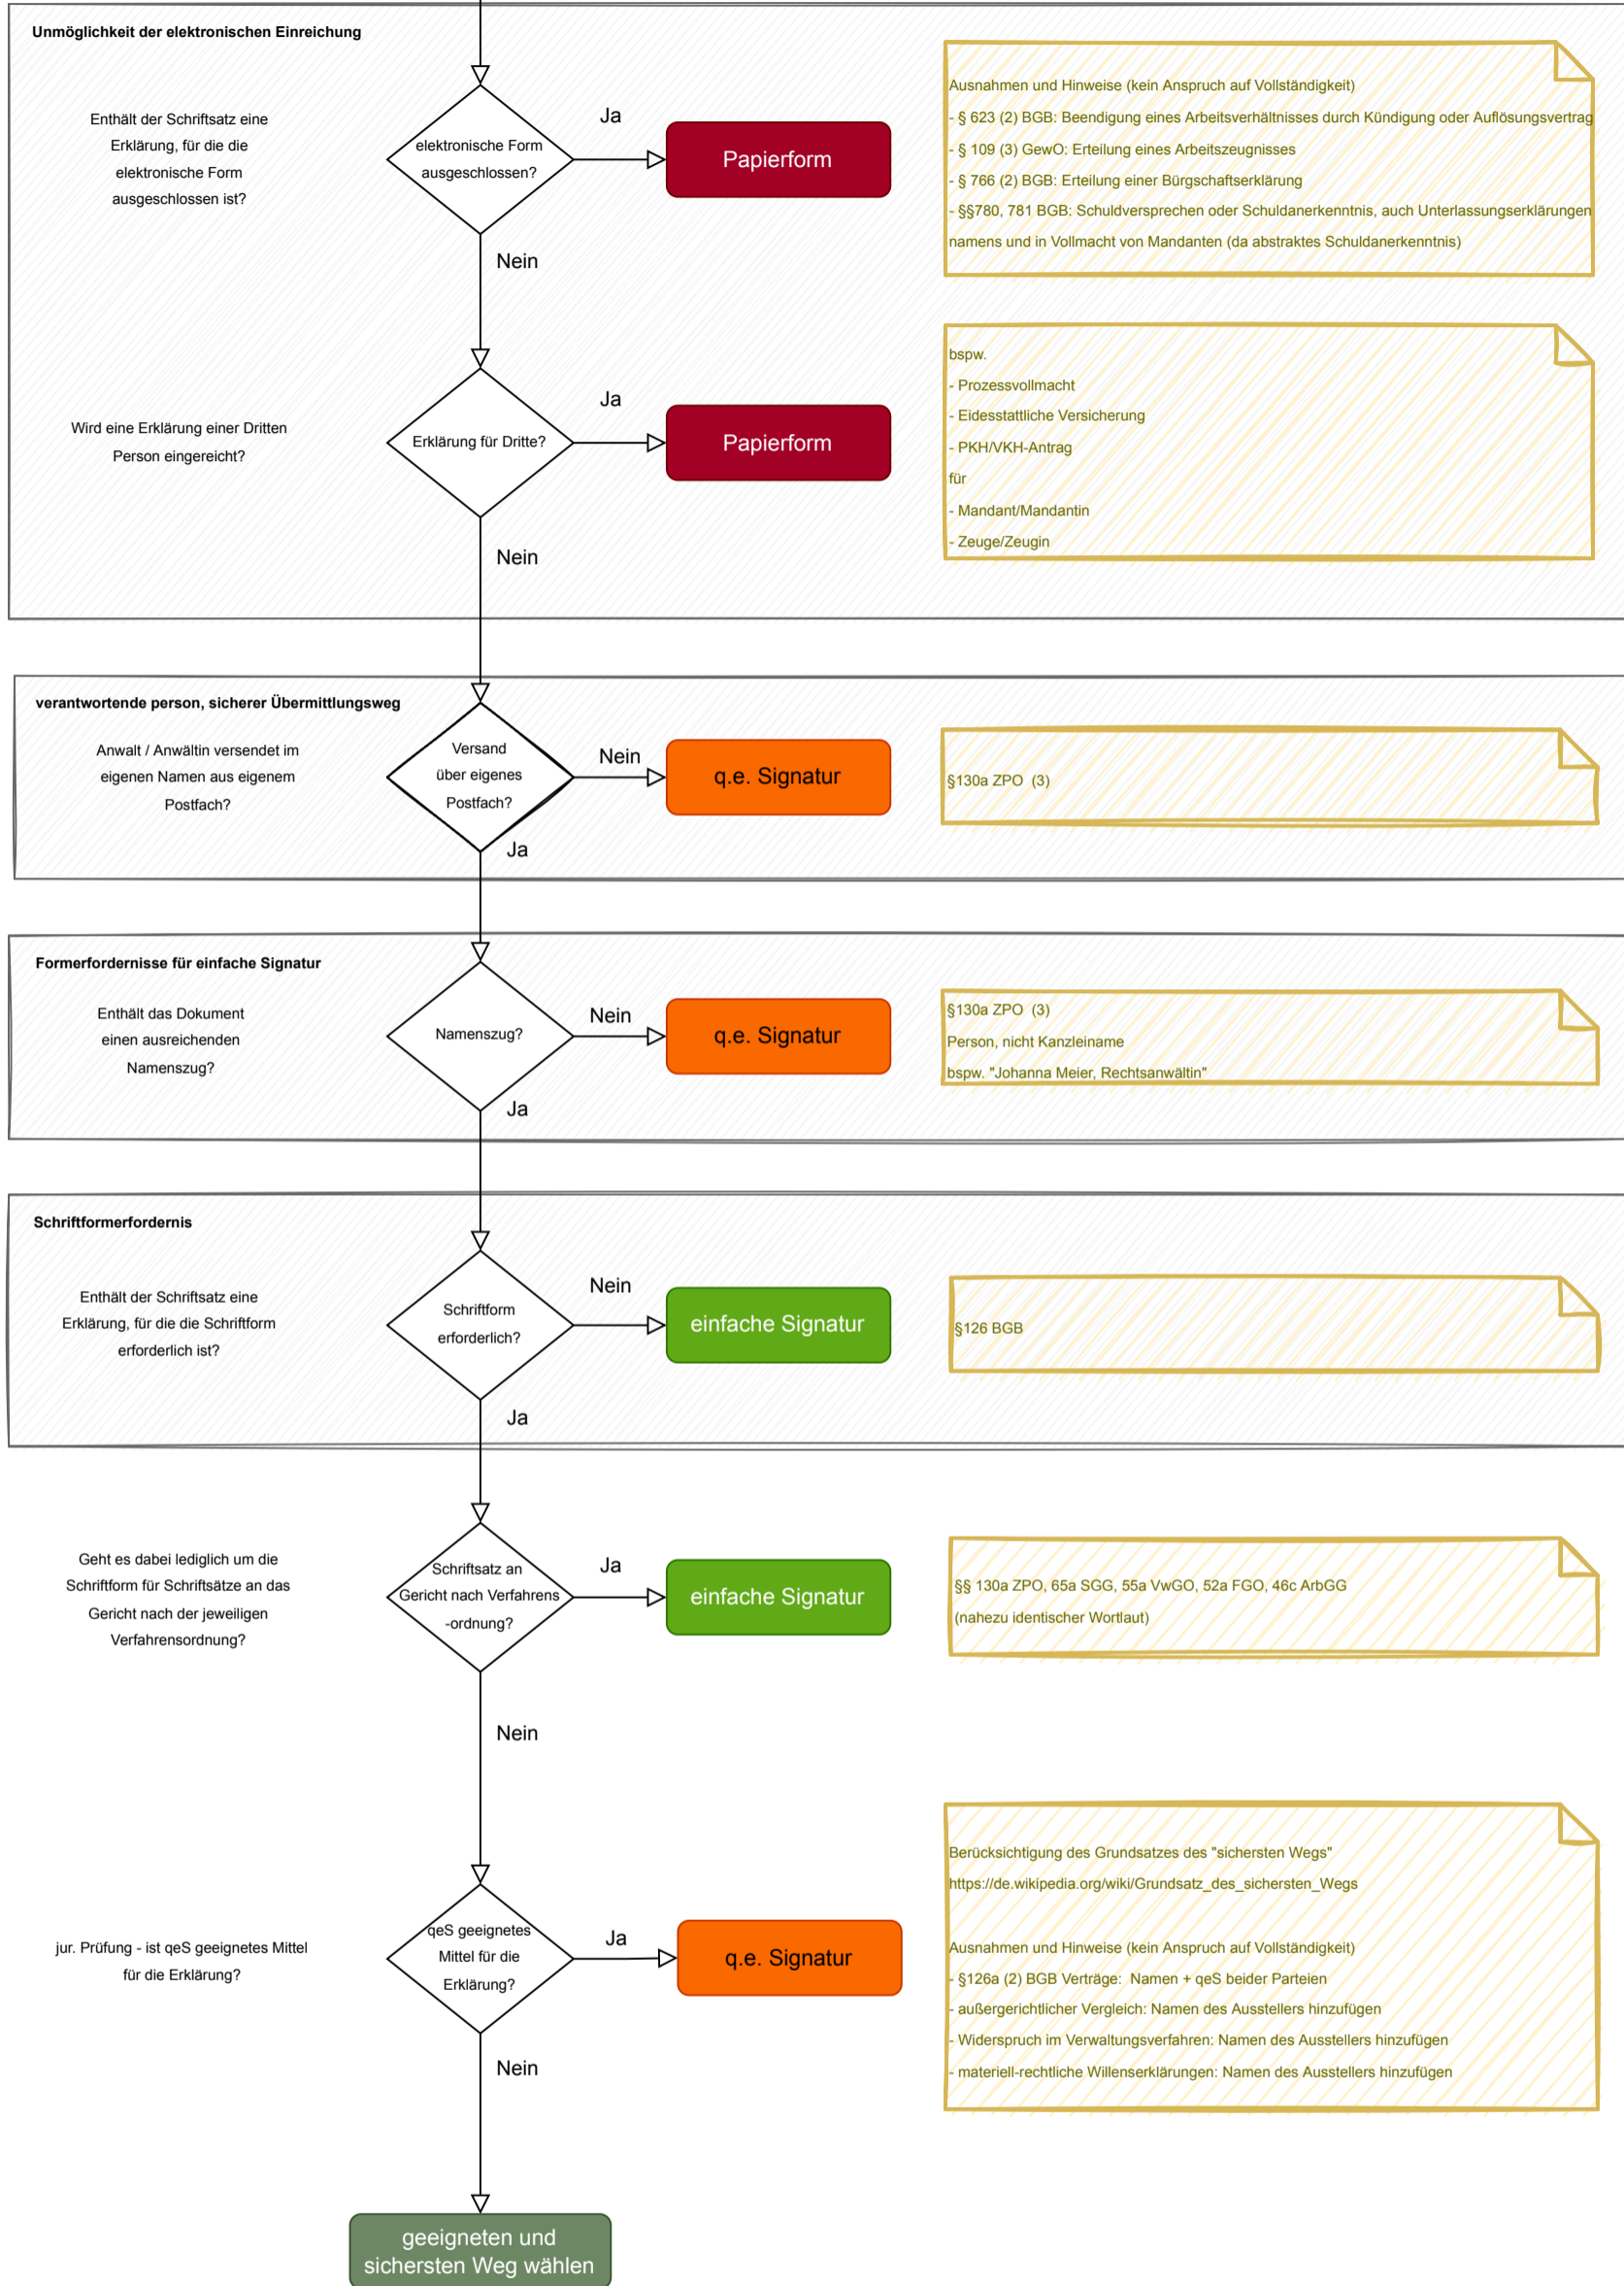 Unmöglichkeit der elektronischen Einreichung
Enthält der Schriftsatz eine
Erklärung, für die die
elektronische Form
ausgeschlossen ist?
elektronische Form
ausgeschlossen?
Ja
Papierform
Nein
Ausnahmen und Hinweise (kein Anspruch auf Vollständigkeit)
- § 623 (2) BGB: Beendigung eines Arbeitsverhältnisses durch Kündigung oder Auflösungsvertrag
- § 109 (3) GewO: Erteilung eines Arbeitszeugnisses
- § 766 (2) BGB: Erteilung einer Bürgschaftserklärung
- §§780, 781 BGB: Schuldversprechen oder Schuldanerkenntnis, auch Unterlassungserklärungen
namens und in Vollmacht von Mandanten (da abstraktes Schuldanerkenntnis)
Wird eine Erklärung einer Dritten
Person eingereicht?
Erklärung für Dritte?
Ja
Papierform
Nein
bspw.
- Prozessvollmacht
- Eidesstattliche Versicherung
- PKH/VKH-Antrag
für
- Mandant/Mandantin
- Zeuge/Zeugin
verantwortende person, sicherer Übermittlungsweg
Anwalt / Anwältin versendet im
eigenen Namen aus eigenem
Postfach?
Versand
über eigenes
Postfach?
Nein
q.e. Signatur
Ja
§130a ZPO  (3)
Formerfordernisse für einfache Signatur
Enthält das Dokument
einen ausreichenden
Namenszug?
Namenszug?
Nein
q.e. Signatur
Ja
§130a ZPO  (3)
Person, nicht Kanzleiname
bspw. "Johanna Meier, Rechtsanwältin"
Schriftformerfordernis
Enthält der Schriftsatz eine
Erklärung, für die die Schriftform
erforderlich ist?
Schriftform
erforderlich?
Nein
einfache Signatur
Ja
§126 BGB
Geht es dabei lediglich um die
Schriftform für Schriftsätze an das
Gericht nach der jeweiligen
Verfahrensordnung?
Schriftsatz an
Gericht nach Verfahrens
-ordnung?
Ja
einfache Signatur
Nein
§§ 130a ZPO, 65a SGG, 55a VwGO, 52a FGO, 46c ArbGG
(nahezu identischer Wortlaut)
jur. Prüfung - ist qeS geeignetes Mittel
für die Erklärung?
qeS geeignetes
Mittel für die
Erklärung?
Ja
q.e. Signatur
Nein
Berücksichtigung des Grundsatzes des "sichersten Wegs"
https://de.wikipedia.org/wiki/Grundsatz_des_sichersten_Wegs
Ausnahmen und Hinweise (kein Anspruch auf Vollständigkeit)
- §126a (2) BGB Verträge:  Namen + qeS beider Parteien
- außergerichtlicher Vergleich: Namen des Ausstellers hinzufügen
- Widerspruch im Verwaltungsverfahren: Namen des Ausstellers hinzufügen
- materiell-rechtliche Willenserklärungen: Namen des Ausstellers hinzufügen
geeigneten und
sichersten Weg wählen